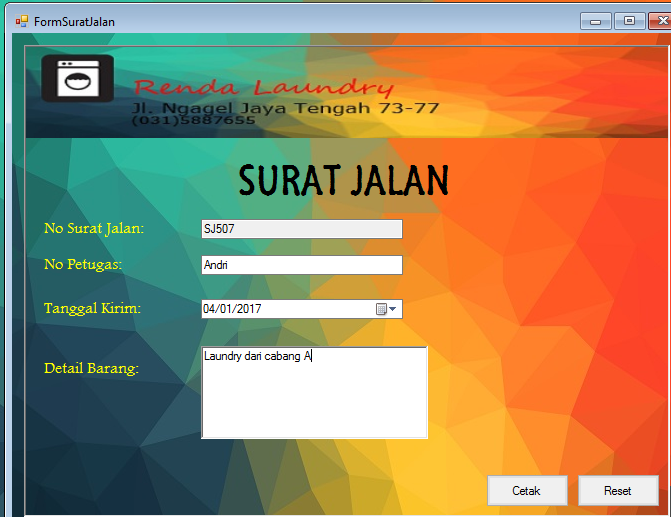 FormSuratJalan
Renda Laundry
Jl. Ngagel Jaya Tengah 73-77
(031)5887655
SURAT JALAN
No Surat Jalan: SJ507
No Petugas: Andri
Tanggal Kirim: 04/01/2017
Detail Barang: Laundry dari cabang A
Cetak Reset